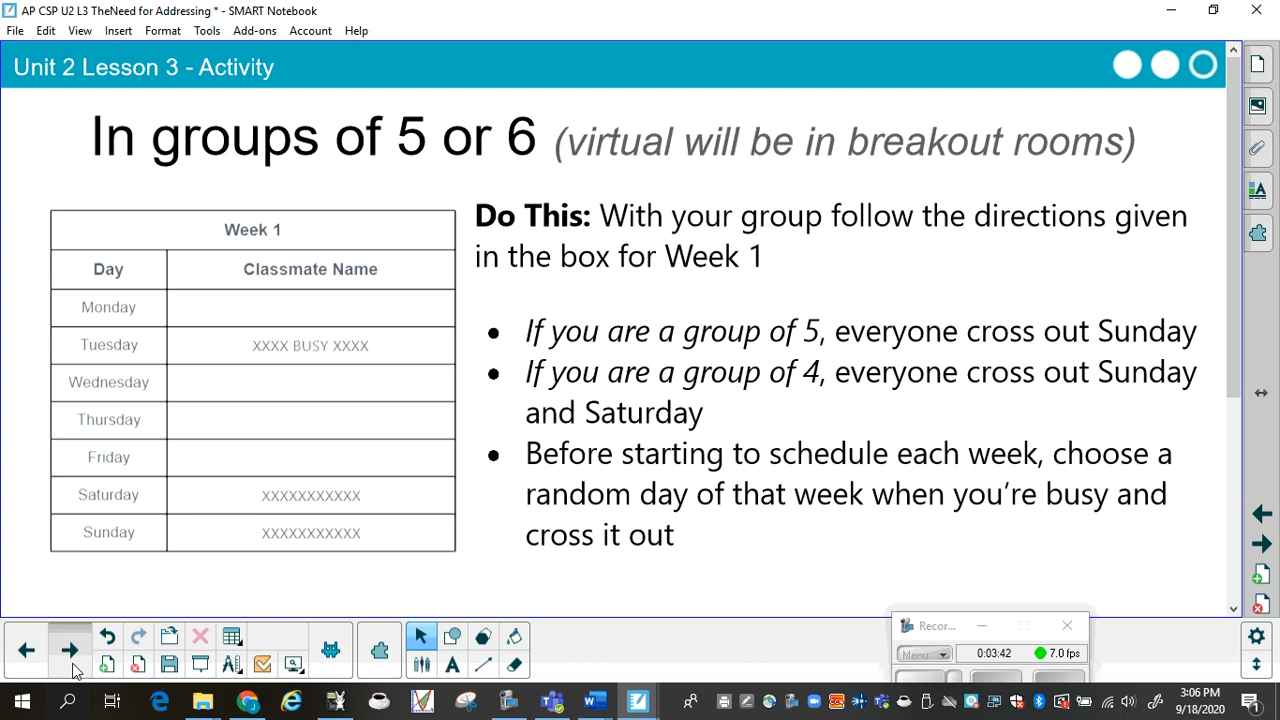 AP CSP U2 L3 TheNeed for Addressing * - SMART Notebook
File Edit View Insert Format Tools Add-ons Account Help
Unit 2 Lesson 3 - Activity
In groups of 5 or 6 (virtual will be in breakout rooms)
Week 1
Day Classmate Name
Monday
Tuesday XXXX BUSY XXXX
Wednesday
Thursday
Friday
Saturday XXXXXXXXXXX
Sunday XXXXXXXXXXX
Do This: With your group follow the directions given
in the box for Week 1
• If you are a group of 5, everyone cross out Sunday
• If you are a group of 4, everyone cross out Sunday
and Saturday
• Before starting to schedule each week, choose a
random day of that week when you’re busy and
cross it out
Recor...
Menu 0:03:42 7.0 fps
3:06 PM
9/18/2020